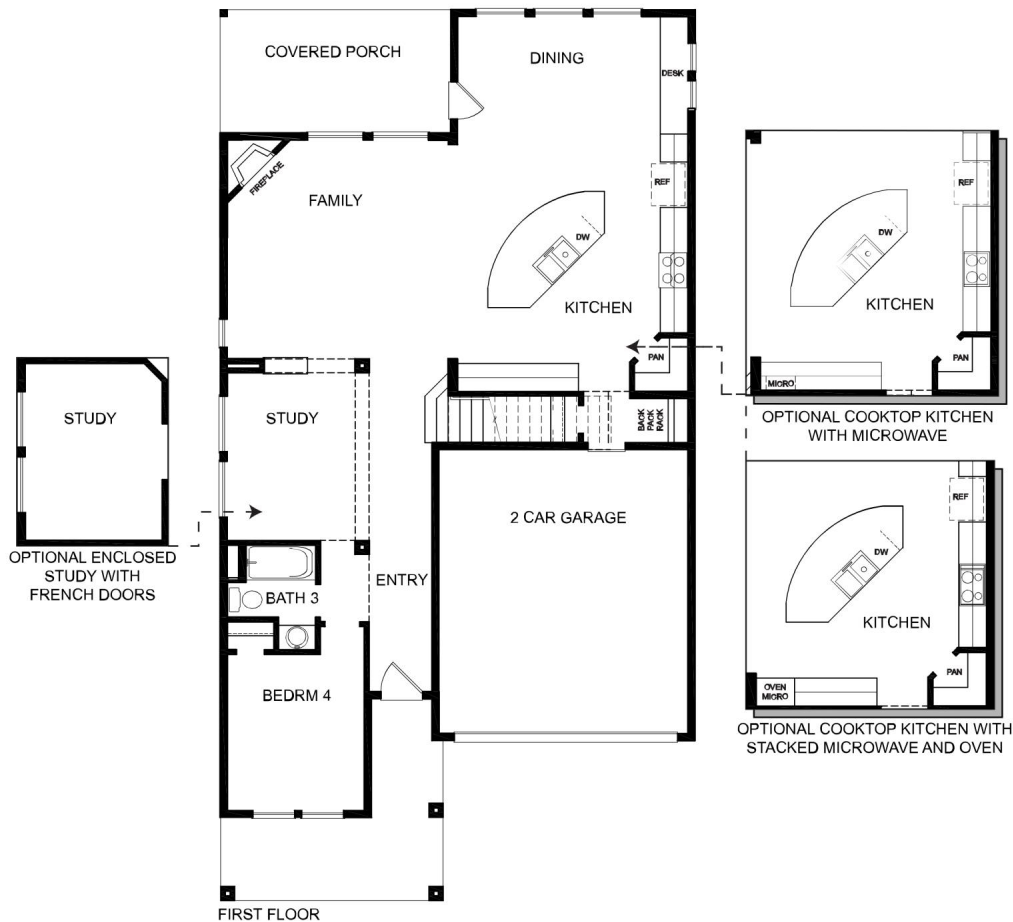 COVERED PORCH
DINING
DESK
FIREPLACE
FAMILY
REF
DW
KITCHEN
PAN
STUDY
BACK
PACK
RACK
2 CAR GARAGE
ENTRY
BATH 3
BEDRM 4
FIRST FLOOR
STUDY
OPTIONAL ENCLOSED
STUDY WITH
FRENCH DOORS
REF
DW
KITCHEN
PAN
MICRO
OPTIONAL COOKTOP KITCHEN
WITH MICROWAVE
REF
DW
KITCHEN
PAN
OVEN
MICRO
OPTIONAL COOKTOP KITCHEN WITH
STACKED MICROWAVE AND OVEN